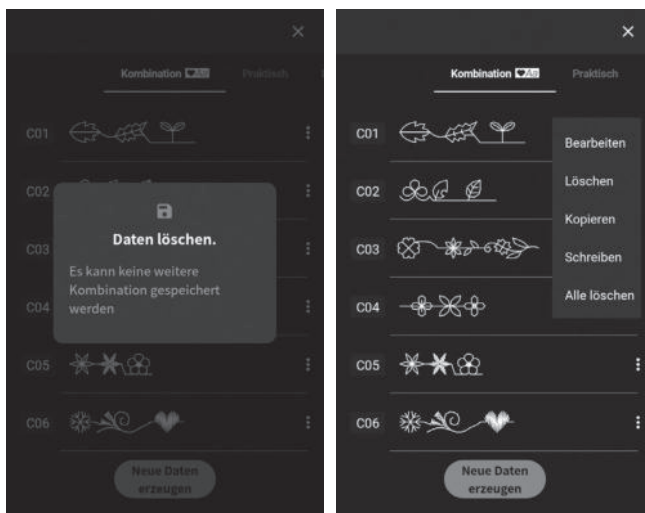 Kombination
Praktisch
C01
C02
Daten löschen.
C03
Es kann keine weitere
Kombination gespeichert
C04
werden
C05
C06
Neue Daten
erzeugen
Kombination
Praktisch
C01
Bearbeiten
C02
Löschen
Kopieren
C03
Schreiben
C04
Alle löschen
C05
C06
Neue Daten
erzeugen